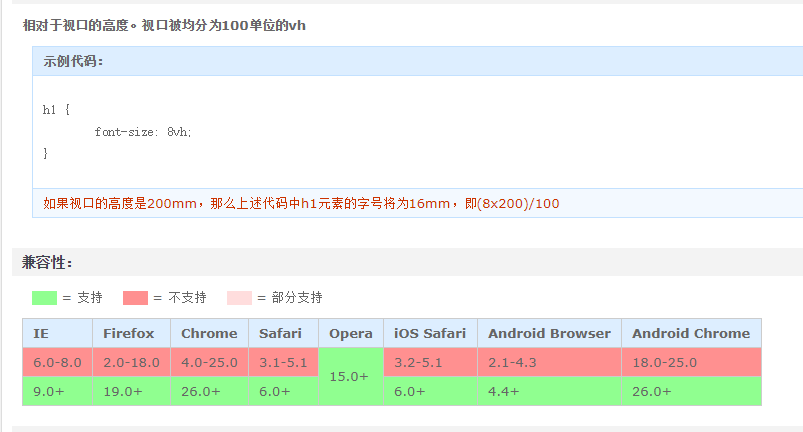 相对于视口的高度。视口被均分为100单位的vh
示例代码：
h1 {
font-size: 8vh;
}
如果视口的高度是200mm，那么上述代码中h1元素的字号将为16mm，即(8x200)/100
兼容性：
= 支持 = 不支持 = 部分支持
IE Firefox Chrome Safari Opera iOS Safari Android Browser Android Chrome
6.0-8.0 2.0-18.0 4.0-25.0 3.1-5.1 15.0+ 3.2-5.1 2.1-4.3 18.0-25.0
9.0+ 19.0+ 26.0+ 6.0+ 6.0+ 4.4+ 26.0+